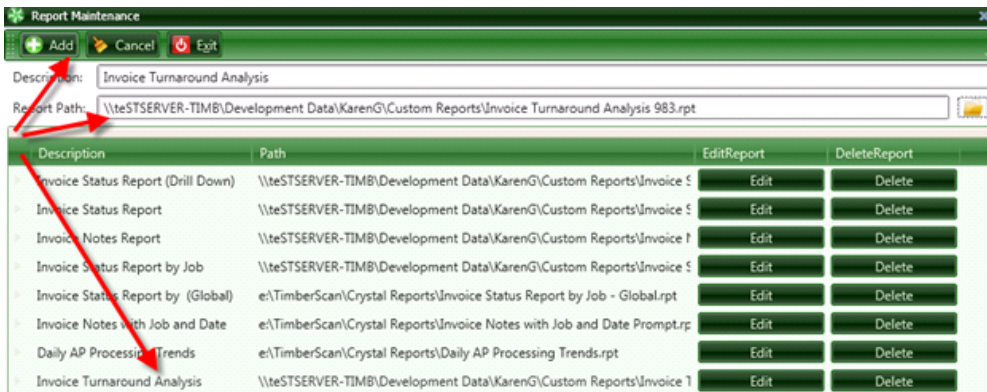 Report Maintenance
Add Cancel Exit
Description: Invoice Turnaround Analysis
Report Path: \\teSTSERVER-TIMB\Development Data\KarenG\Custom Reports\Invoice Turnaround Analysis 983.rpt
Description Path EditReport DeleteReport
Invoice Status Report (Drill Down) \\teSTSERVER-TIMB\Development Data\KarenG\Custom Reports\Invoice S Edit Delete
Invoice Status Report \\teSTSERVER-TIMB\Development Data\KarenG\Custom Reports\Invoice S Edit Delete
Invoice Notes Report \\teSTSERVER-TIMB\Development Data\KarenG\Custom Reports\Invoice N Edit Delete
Invoice Status Report by Job \\teSTSERVER-TIMB\Development Data\KarenG\Custom Reports\Invoice S Edit Delete
Invoice Status Report by (Global) e:\TimberScan\Crystal Reports\Invoice Status Report by Job - Global.rpt Edit Delete
Invoice Notes with Job and Date e:\TimberScan\Crystal Reports\Invoice Notes with Job and Date Prompt.rp Edit Delete
Daily AP Processing Trends e:\TimberScan\Crystal Reports\Daily AP Processing Trends.rpt Edit Delete
Invoice Turnaround Analysis \\teSTSERVER-TIMB\Development Data\KarenG\Custom Reports\Invoice T Edit Delete